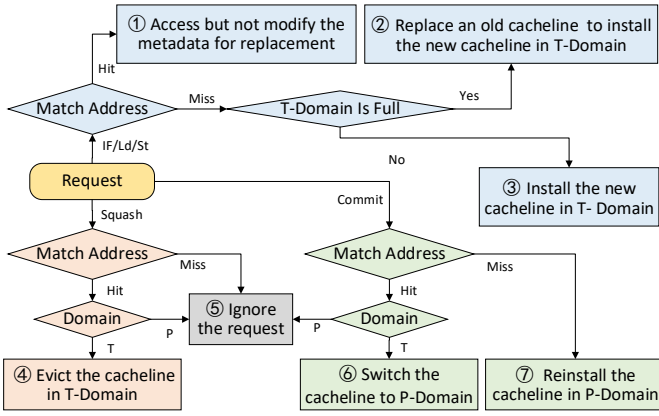 ① Access but not modify the
metadata for replacement
② Replace an old cacheline to install
the new cacheline in T-Domain
Hit
Match Address
Miss
T-Domain Is Full
Yes
IF/Ld/St
No
Request
③ Install the new
cacheline in T- Domain
Squash
Commit
Match Address
Miss
Match Address
Miss
Hit
Hit
Domain
P
⑤ Ignore
the request
P
Domain
T
T
④ Evict the cacheline
in T-Domain
⑥ Switch the
cacheline to P-Domain
⑦ Reinstall the
cacheline in P-Domain